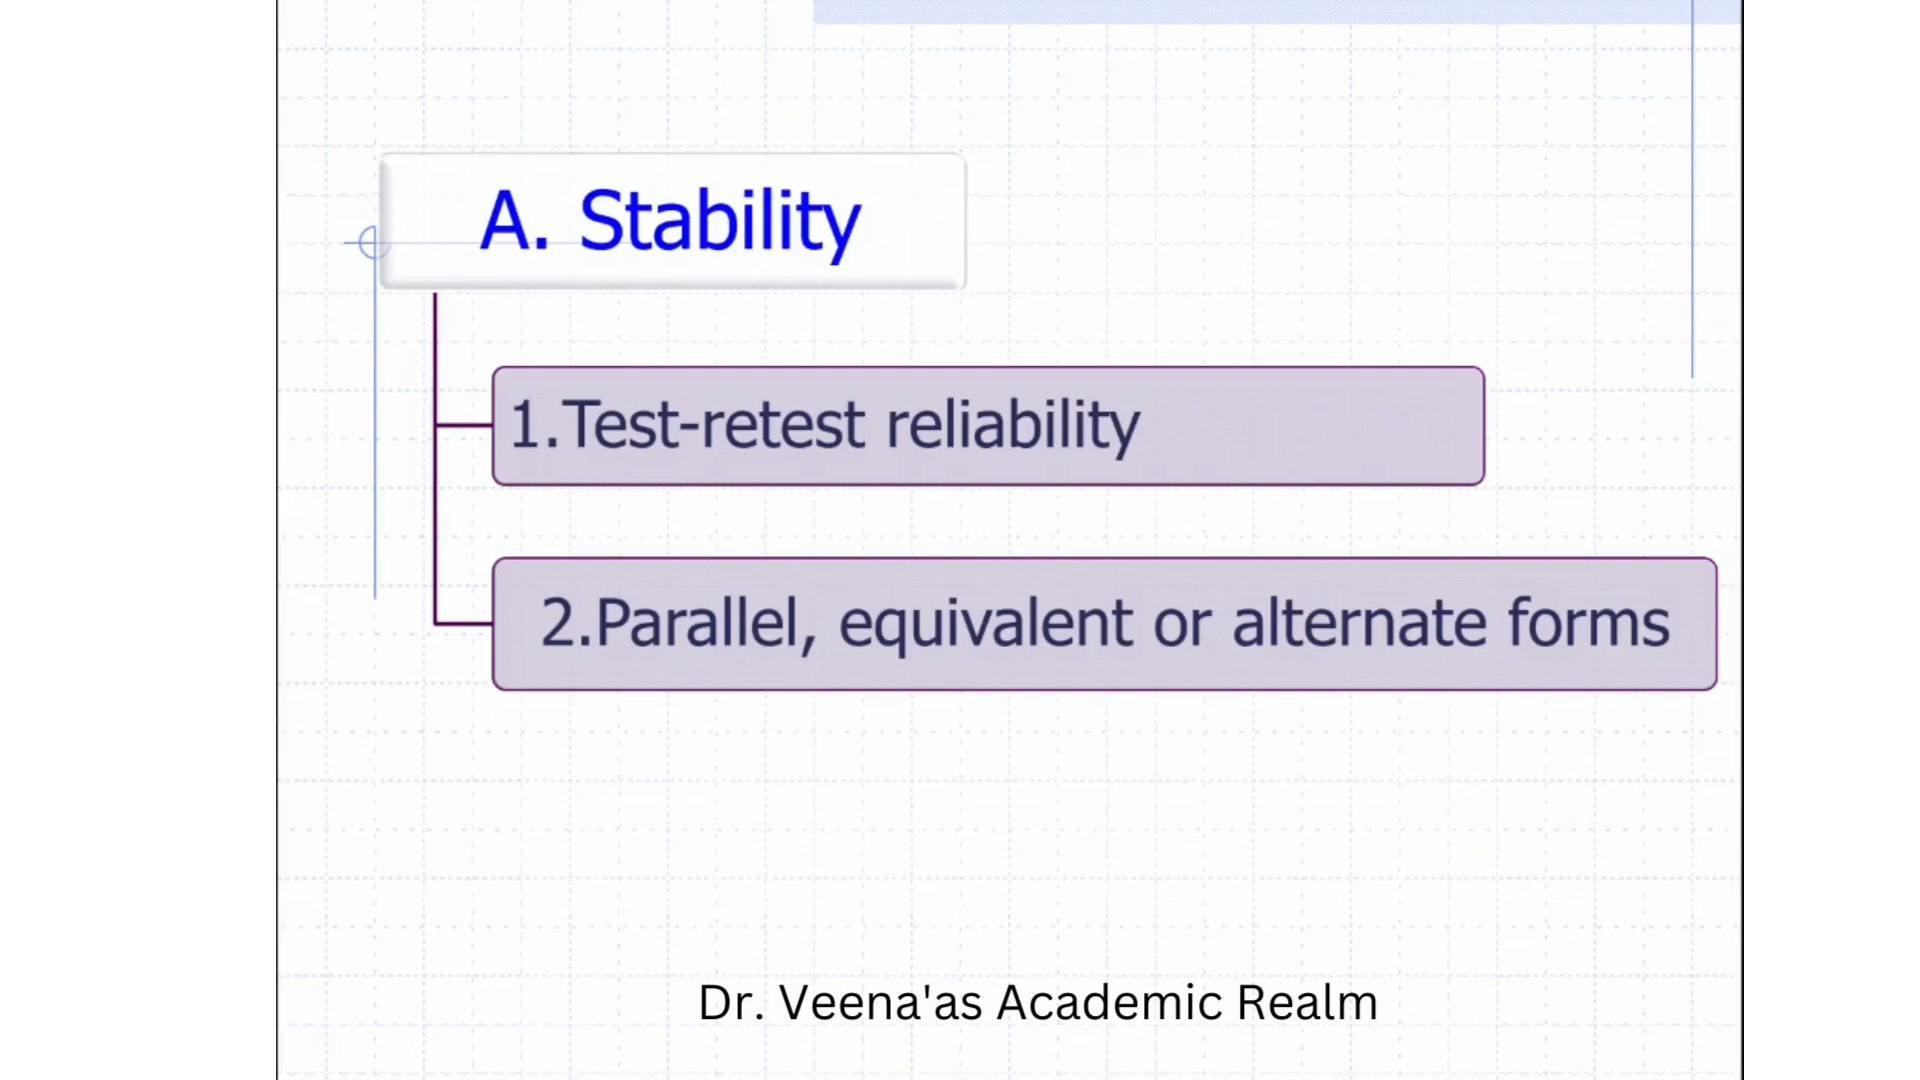 A. Stability
1.Test-retest reliability
2.Parallel, equivalent or alternate forms
Dr. Veena'as Academic Realm